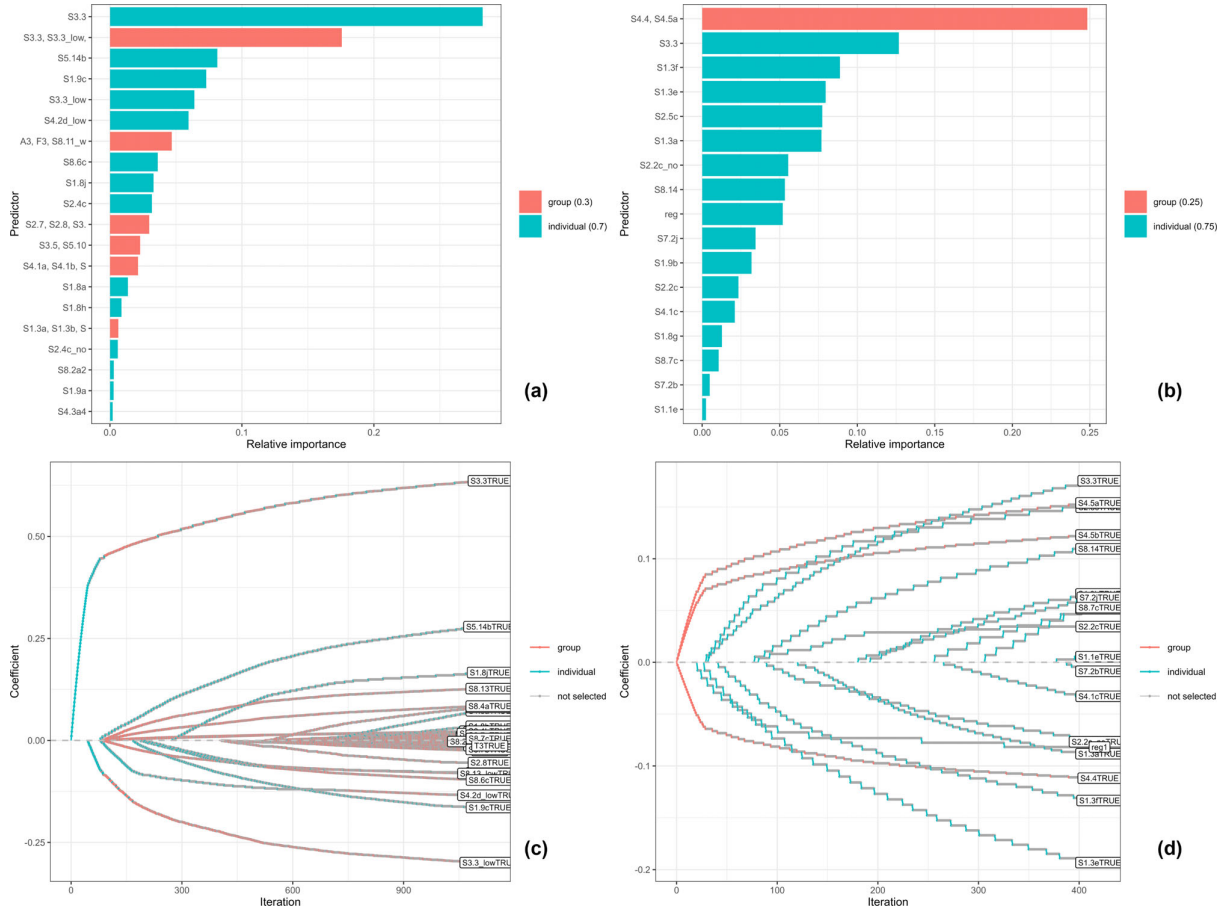 S3.3
S3.3, S3.3_low,
S5.14b
S1.9c
S3.3_low
S4.2d_low
A3, F3, S8.11_w
S8.6c
S1.8j
S2.4c
S2.7, S2.8, S3.
S3.5, S5.10
S4.1a, S4.1b, S
S1.8a
S1.8h
S1.3a, S1.3b, S
S2.4c_no
S8.2a2
S1.9a
S4.3a4
Predictor
0.0
0.1
0.2
Relative importance
group (0.3)
individual (0.7)
(a)
S4.4, S4.5a
S3.3
S1.3f
S1.3e
S2.5c
S1.3a
S2.2c_no
S8.14
reg
S7.2j
S1.9b
S2.2c
S4.1c
S1.8g
S8.7c
S7.2b
S1.1e
Predictor
0.00
0.05
0.10
0.15
0.20
0.25
Relative importance
group (0.25)
individual (0.75)
(b)
0.50
0.25
0.00
-0.25
Coefficient
0
300
600
900
Iteration
S3.3TRUE
S5.14bTRUE
S1.8jTRUE
S8.13TRUE
S8.4aTRUE
T3TRUE
S2.8TRUE
S8.13_lowTRUE
S8.6cTRUE
S4.2d_lowTRUE
S1.9cTRUE
S3.3_lowTRUE
group
individual
not selected
(c)
0.1
0.0
-0.1
-0.2
Coefficient
0
100
200
300
400
Iteration
S3.3TRUE
S4.5aTRUE
S4.5bTRUE
S8.14TRUE
S7.2jTRUE
S8.7cTRUE
S2.2cTRUE
S1.1eTRUE
S7.2bTRUE
S4.1cTRUE
reg1
S1.3aTRUE
S4.4TRUE
S1.3fTRUE
S1.3eTRUE
group
individual
not selected
(d)